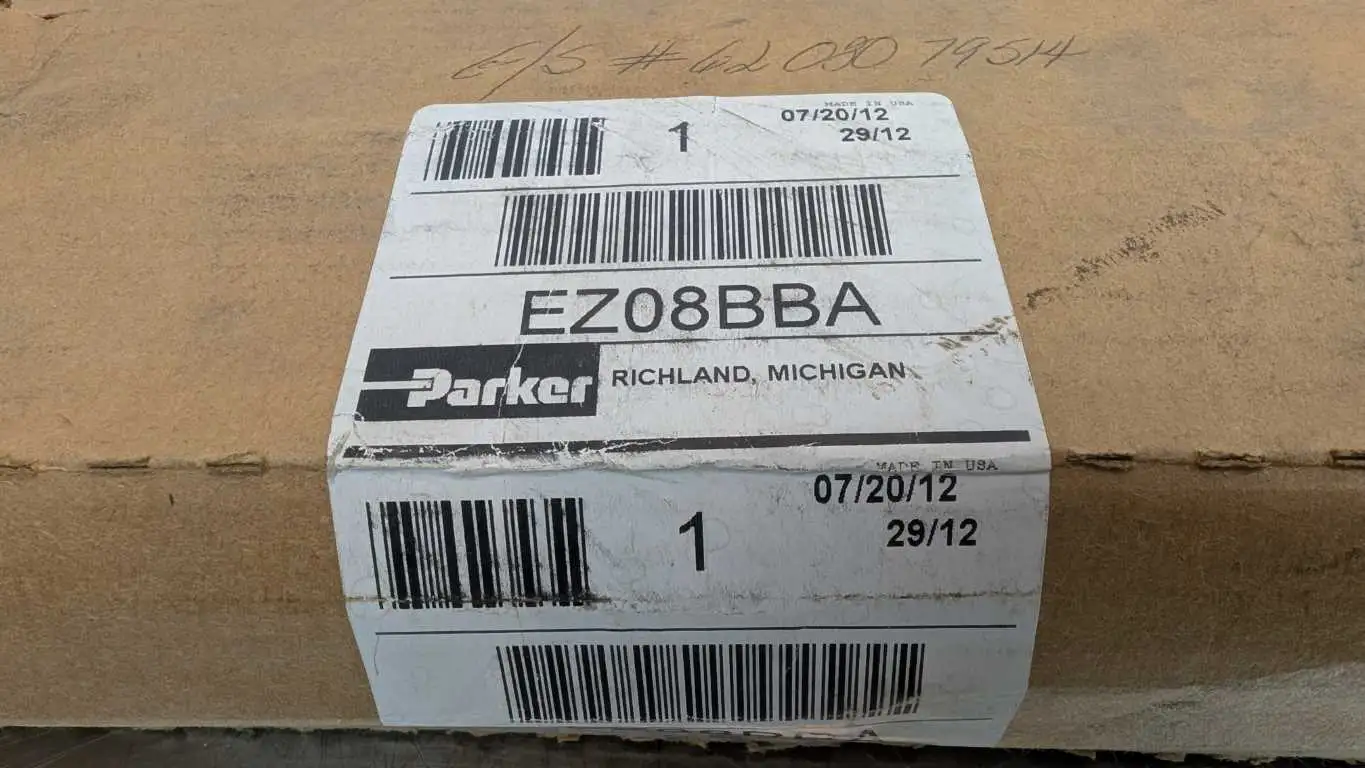 E/S # 62 080 79514
MADE IN USA
1
07/20/12
29/12
EZ08BBA
Parker
RICHLAND, MICHIGAN
MADE IN USA
1
07/20/12
29/12